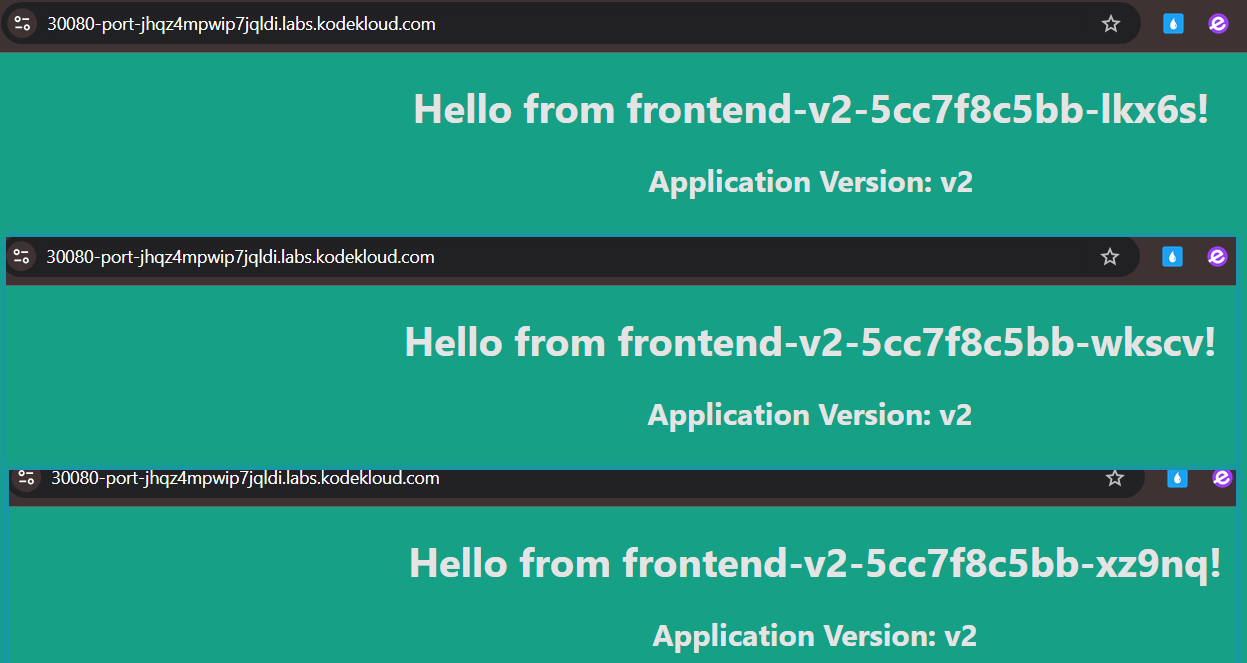 30080-port-jhqz4mpwip7jqldi.labs.kodekloud.com
Hello from frontend-v2-5cc7f8c5bb-lkx6s!
Application Version: v2
30080-port-jhqz4mpwip7jqldi.labs.kodekloud.com
Hello from frontend-v2-5cc7f8c5bb-wkscv!
Application Version: v2
30080-port-jhqz4mpwip7jqldi.labs.kodekloud.com
Hello from frontend-v2-5cc7f8c5bb-xz9nq!
Application Version: v2